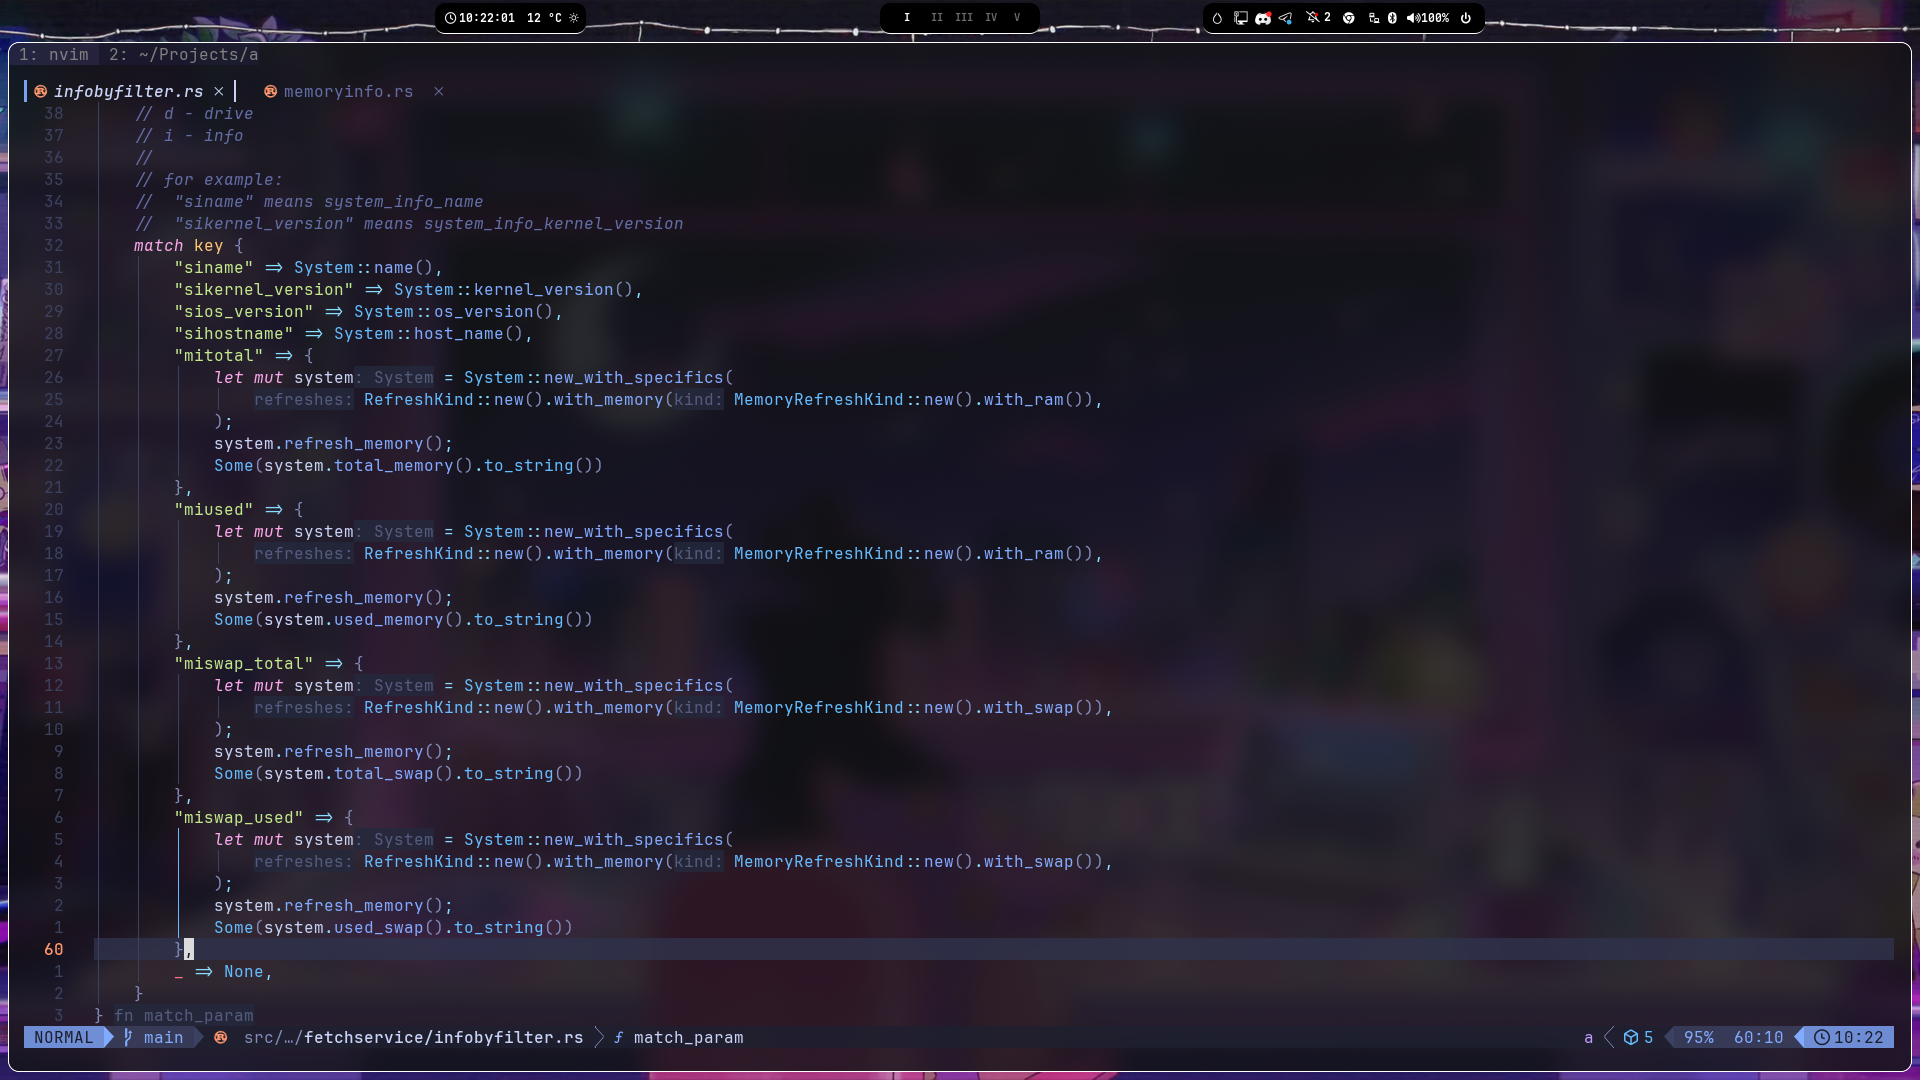 10:22:01 12 °C
I II III IV V
2 100%
1: nvim 2: ~/Projects/a
infobyfilter.rs × memoryinfo.rs ×
38 // d - drive
37 // i - info
36 //
35 // for example:
34 //  "siname" means system_info_name
33 //  "sikernel_version" means system_info_kernel_version
32 match key {
31 "siname" => System::name(),
30 "sikernel_version" => System::kernel_version(),
29 "sios_version" => System::os_version(),
28 "sihostname" => System::host_name(),
27 "mitotal" => {
26 let mut system: System = System::new_with_specifics(
25 refreshes: RefreshKind::new().with_memory(kind: MemoryRefreshKind::new().with_ram()),
24 );
23 system.refresh_memory();
22 Some(system.total_memory().to_string())
21 },
20 "miused" => {
19 let mut system: System = System::new_with_specifics(
18 refreshes: RefreshKind::new().with_memory(kind: MemoryRefreshKind::new().with_ram()),
17 );
16 system.refresh_memory();
15 Some(system.used_memory().to_string())
14 },
13 "miswap_total" => {
12 let mut system: System = System::new_with_specifics(
11 refreshes: RefreshKind::new().with_memory(kind: MemoryRefreshKind::new().with_swap()),
10 );
9 system.refresh_memory();
8 Some(system.total_swap().to_string())
7 },
6 "miswap_used" => {
5 let mut system: System = System::new_with_specifics(
4 refreshes: RefreshKind::new().with_memory(kind: MemoryRefreshKind::new().with_swap()),
3 );
2 system.refresh_memory();
1 Some(system.used_swap().to_string())
60 },
1 _ => None,
2 }
3 } fn match_param
NORMAL main src/…/fetchservice/infobyfilter.rs f match_param a 5 95% 60:10 10:22